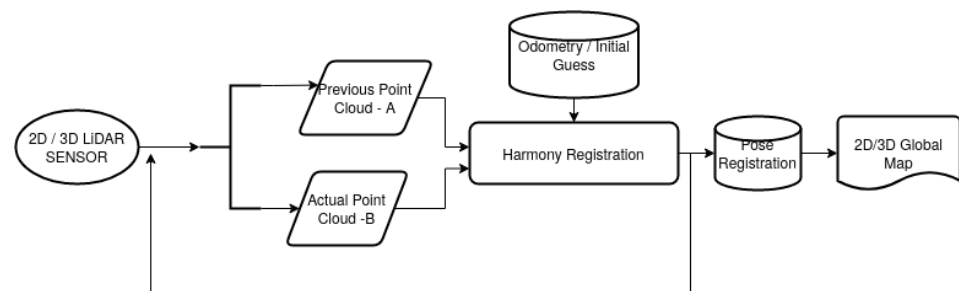 Odometry / Initial
Guess
Previous Point
Cloud - A
2D / 3D LiDAR
SENSOR
Harmony Registration
Pose
Registration
2D/3D Global
Map
Actual Point
Cloud -B